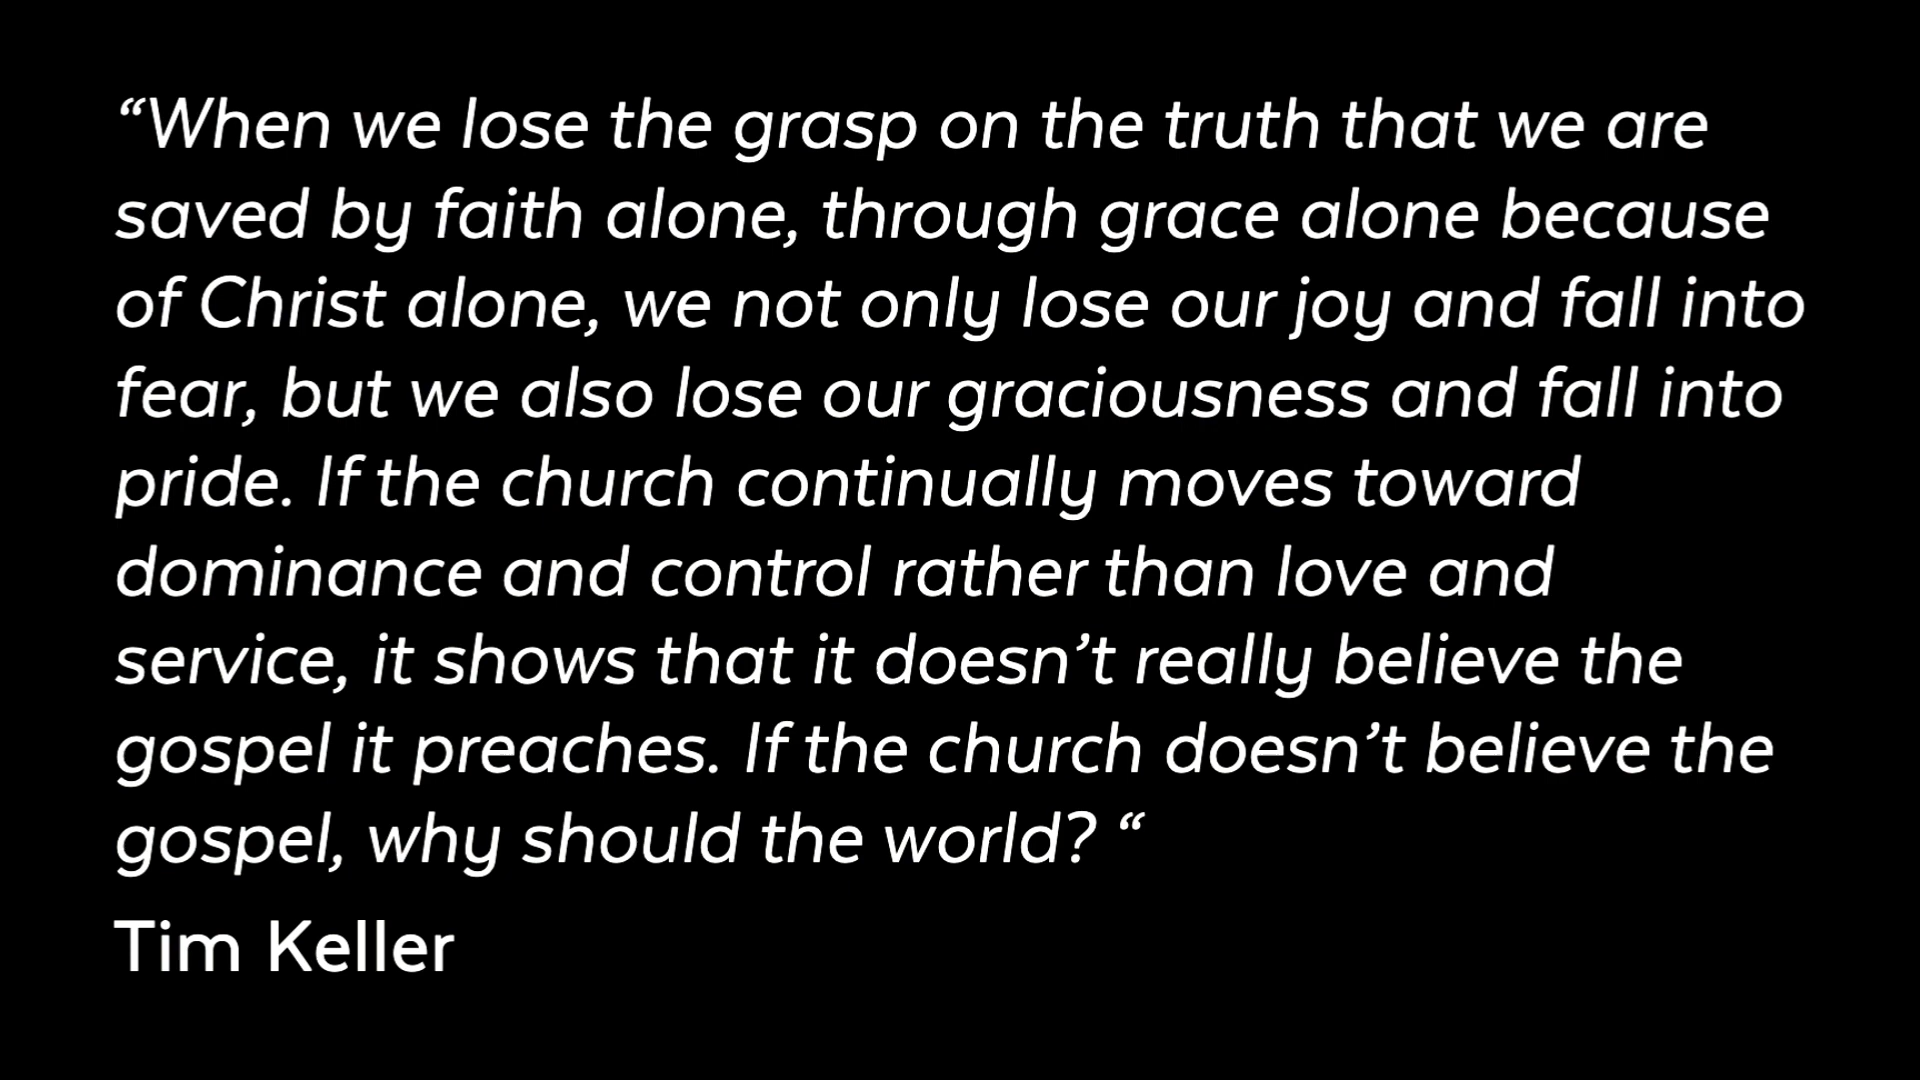 “When we lose the grasp on the truth that we are
saved by faith alone, through grace alone because
of Christ alone, we not only lose our joy and fall into
fear, but we also lose our graciousness and fall into
pride. If the church continually moves toward
dominance and control rather than love and
service, it shows that it doesn’t really believe the
gospel it preaches. If the church doesn’t believe the
gospel, why should the world? “
Tim Keller